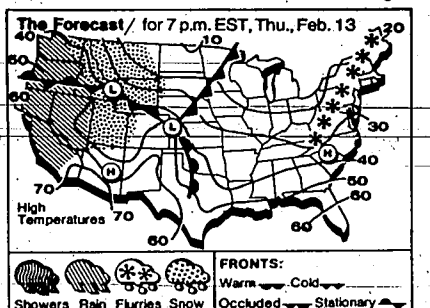 The Forecast / for 7 p.m. EST, Thu., Feb. 13
40
10
20
50
L
60
L
30
H
H
40
70
70
50
60
High
Temperatures
60
60
FRONTS:
Warm Cold
Showers Rain Flurries Snow
Occluded Stationary